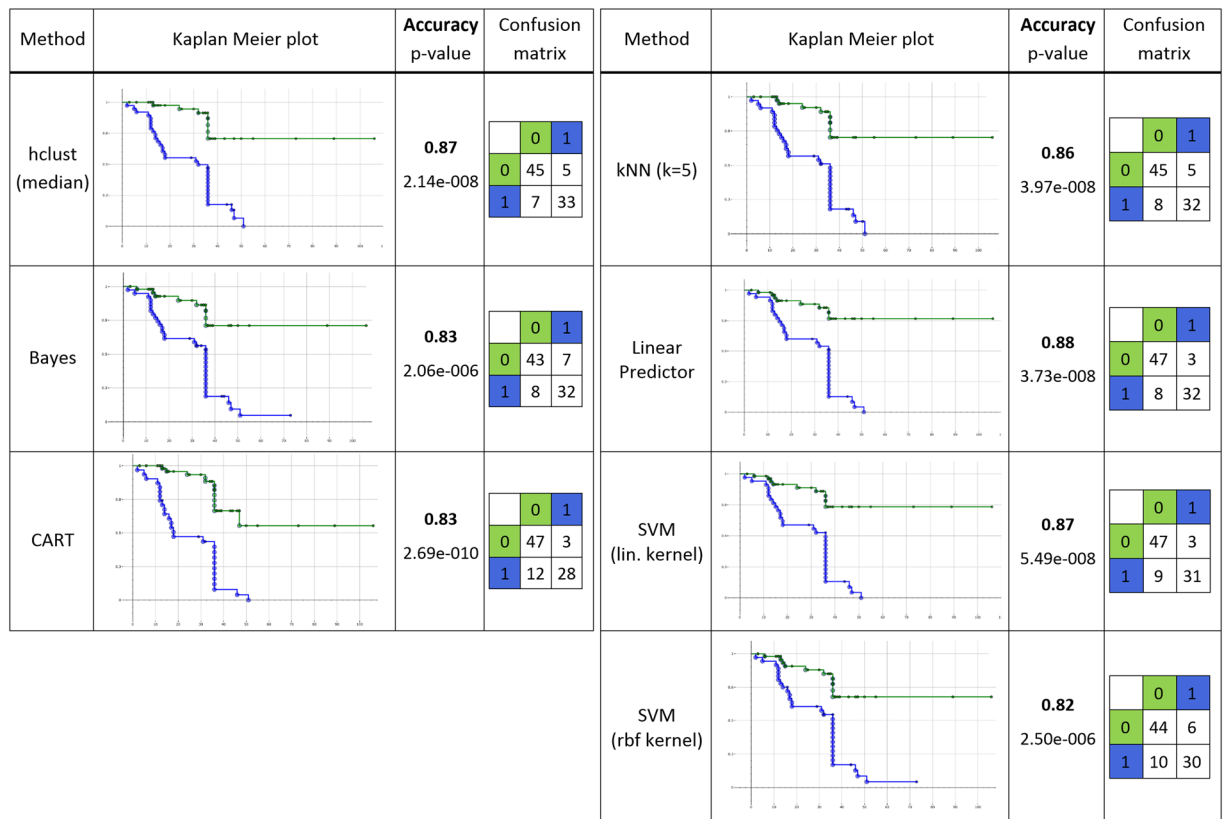 Method Kaplan Meier plot Accuracy p-value Confusion matrix
hclust (median)
0.87
2.14e-008
0 1
0 45 5
1 7 33
Bayes
0.83
2.06e-006
0 1
0 43 7
1 8 32
CART
0.83
2.69e-010
0 1
0 47 3
1 12 28
Method Kaplan Meier plot Accuracy p-value Confusion matrix
kNN (k=5)
0.86
3.97e-008
0 1
0 45 5
1 8 32
Linear
Predictor
0.88
3.73e-008
0 1
0 47 3
1 8 32
SVM
(lin. kernel)
0.87
5.49e-008
0 1
0 47 3
1 9 31
SVM
(rbf kernel)
0.82
2.50e-006
0 1
0 44 6
1 10 30